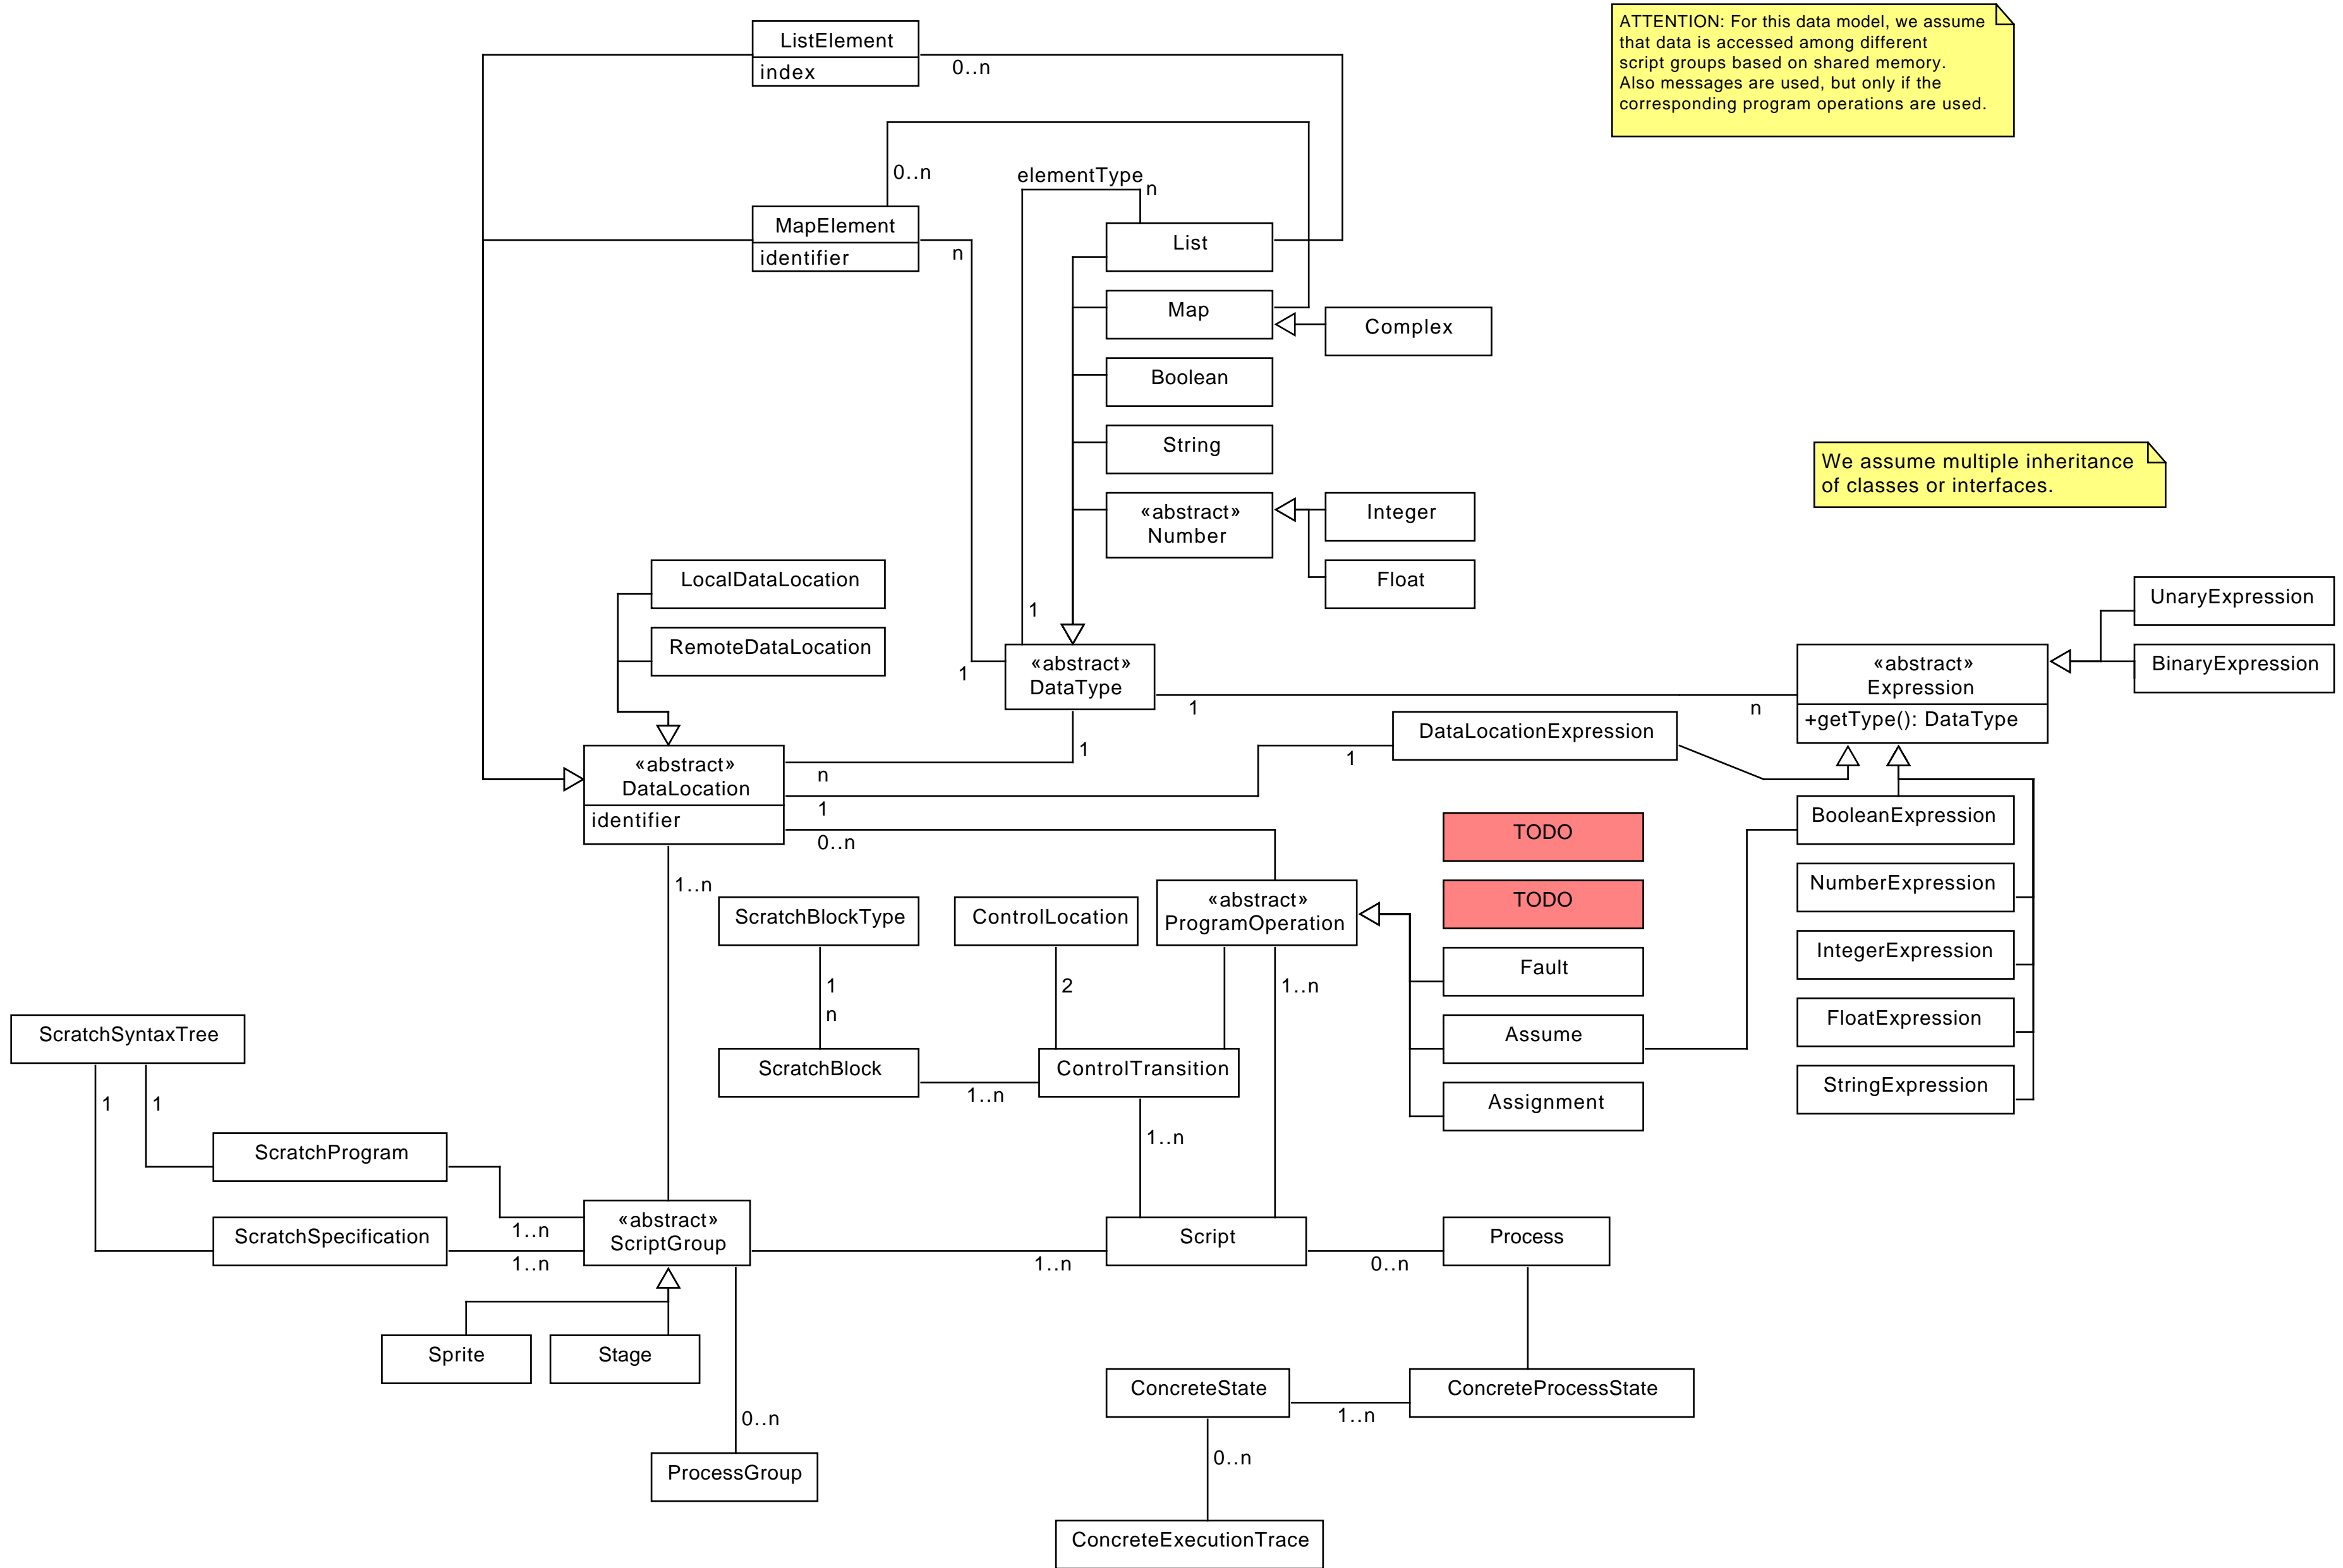 ATTENTION: For this data model, we assume
that data is accessed among different
script groups based on shared memory.
Also messages are used, but only if the
corresponding program operations are used.
ListElement
index
0..n
0..n
elementType
n
MapElement
identifier
n
List
Map
Complex
Boolean
String
«abstract»
Number
Integer
Float
We assume multiple inheritance
of classes or interfaces.
LocalDataLocation
RemoteDataLocation
1
1
«abstract»
DataType
1
n
1
«abstract»
Expression
+getType(): DataType
UnaryExpression
BinaryExpression
DataLocationExpression
1
«abstract»
DataLocation
identifier
n
1
0..n
1..n
TODO
TODO
BooleanExpression
NumberExpression
IntegerExpression
FloatExpression
StringExpression
ScratchBlockType
1
n
ControlLocation
2
«abstract»
ProgramOperation
1..n
Fault
Assume
Assignment
ScratchSyntaxTree
1
1
ScratchBlock
1..n
ControlTransition
1..n
ScratchProgram
1..n
ScratchSpecification
1..n
«abstract»
ScriptGroup
1..n
Script
0..n
Process
Sprite
Stage
0..n
ProcessGroup
ConcreteState
1..n
ConcreteProcessState
0..n
ConcreteExecutionTrace